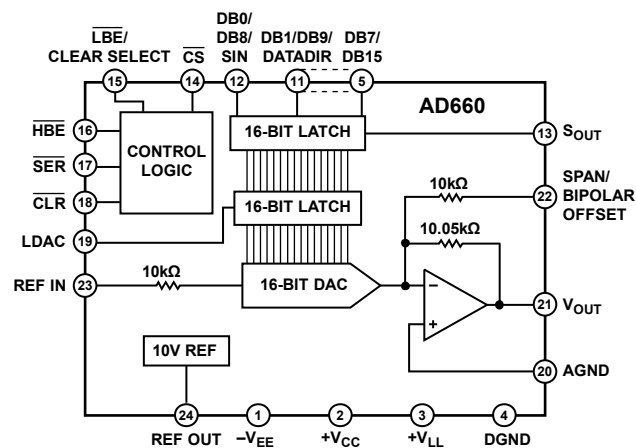 LBE/
CLEAR SELECT
CS
DB0/
DB8/
SIN
DB1/DB9/
DATADIR
DB7/
DB15
15
14
12
11
5
AD660
HBE
16
SER
17
CLR
18
LDAC
19
REF IN
23
CONTROL
LOGIC
16-BIT LATCH
16-BIT LATCH
10kΩ
16-BIT DAC
10kΩ
10.05kΩ
–
+
13
SOUT
SPAN/
BIPOLAR
OFFSET
22
21
VOUT
20
AGND
10V REF
24
1
2
3
4
REF OUT
–VEE
+VCC
+VLL
DGND